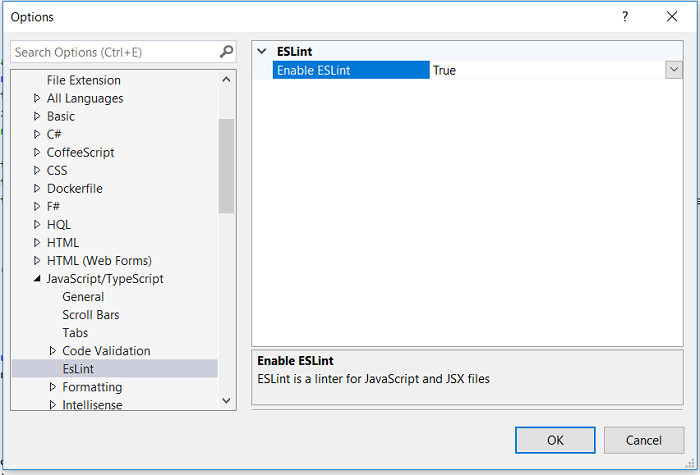 Options
?
Search Options (Ctrl+E)
File Extension
All Languages
Basic
C#
CoffeeScript
CSS
Dockerfile
F#
HQL
HTML
HTML (Web Forms)
JavaScript/TypeScript
General
Scroll Bars
Tabs
Code Validation
EsLint
Formatting
Intellisense
ESLint
Enable ESLint True
Enable ESLint
ESLint is a linter for JavaScript and JSX files
OK Cancel